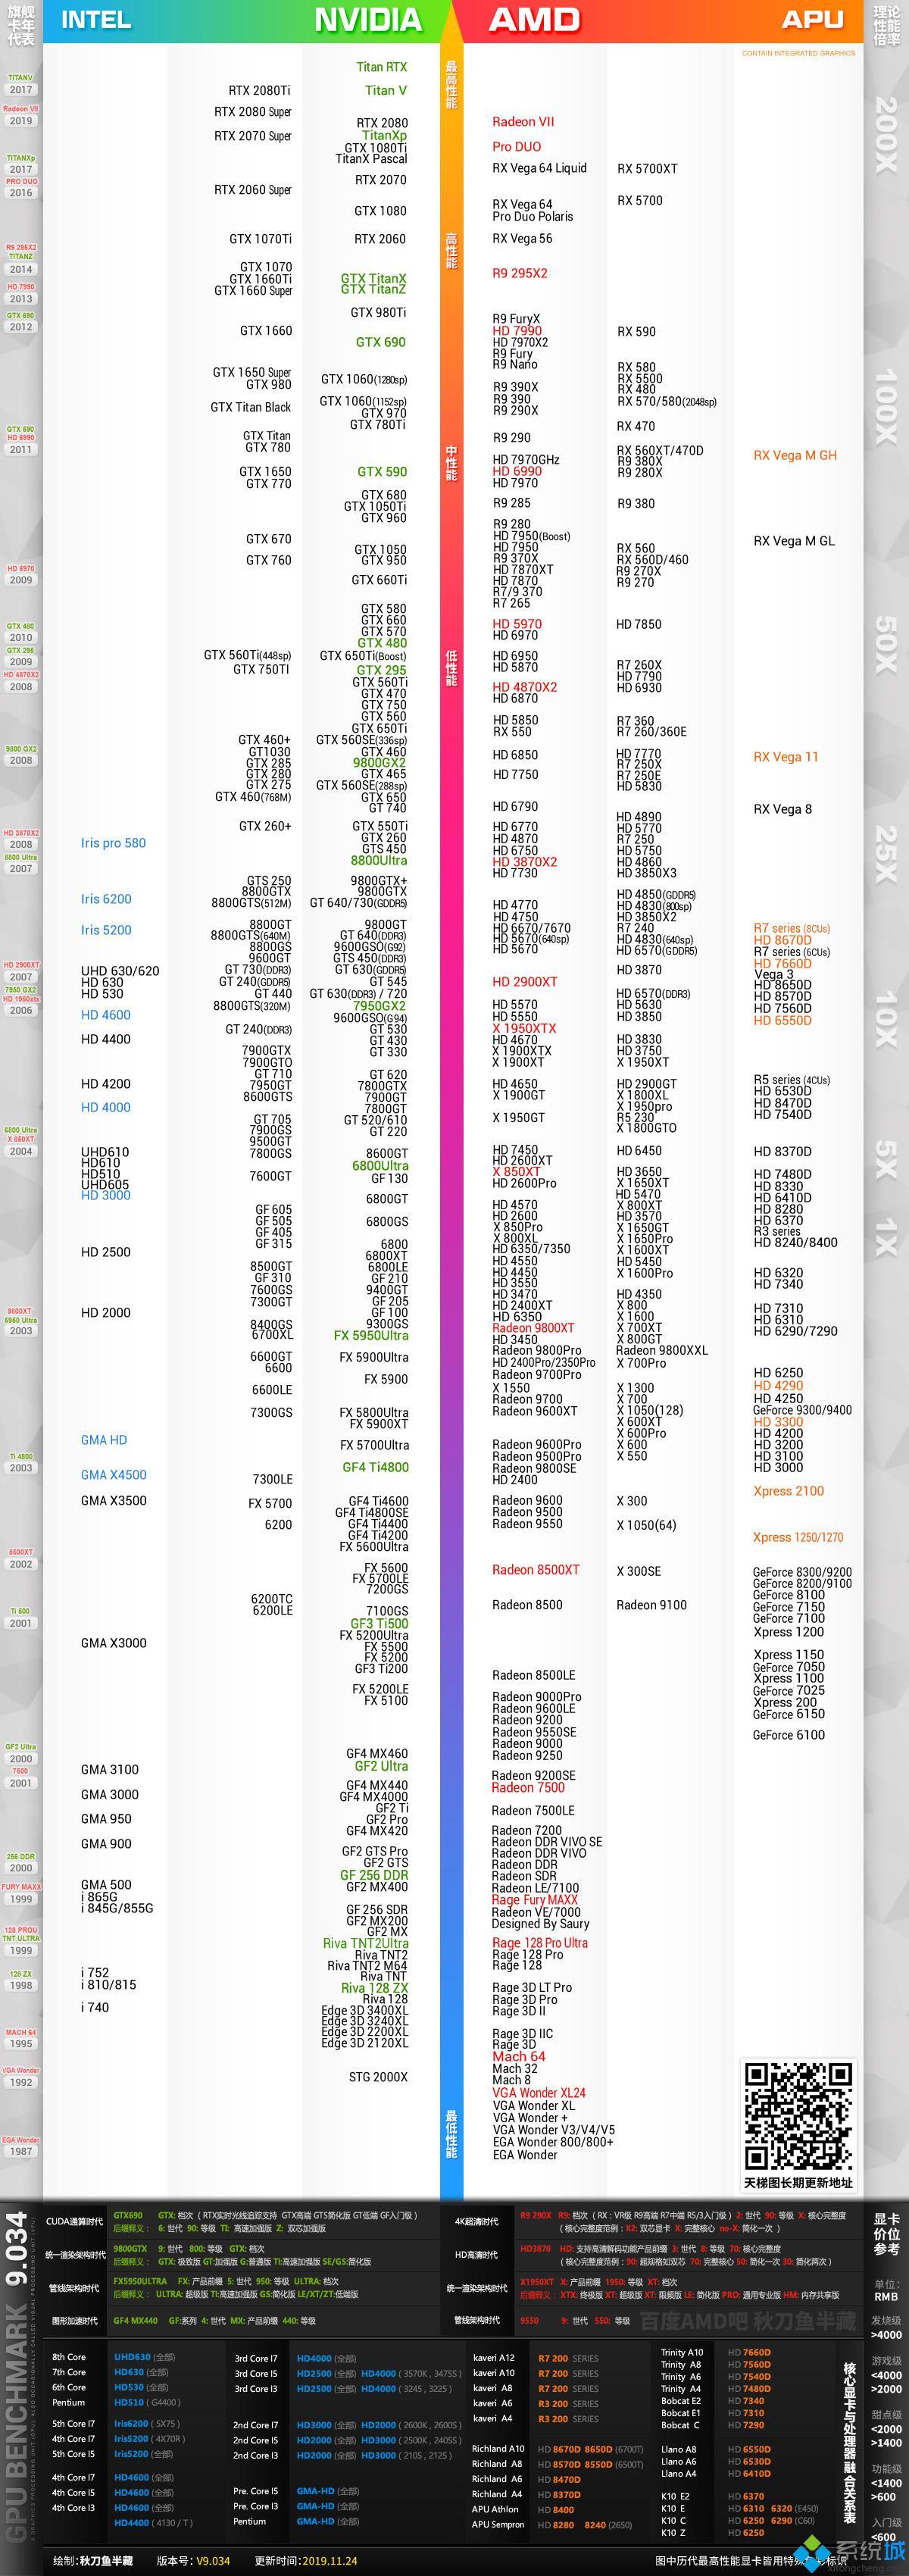 旗舰
卡年
代表
INTEL
NVIDIA
AMD
APU
理论
性能
倍率
CONTAIN INTEGRATED GRAPHICS
最高性能
Titan RTX
RTX 2080Ti
Titan V
RTX 2080 Super
RTX 2080
Radeon VII
RTX 2070 Super
TitanXp
GTX 1080Ti
Pro DUO
TitanX Pascal
RX Vega 64 Liquid
RX 5700XT
RTX 2070
RTX 2060 Super
RX Vega 64
RX 5700
GTX 1080
Pro Duo Polaris
GTX 1070Ti
RTX 2060
RX Vega 56
高性能
GTX 1070
R9 295X2
GTX 1660Ti
GTX TitanX
GTX 1660 Super
GTX TitanZ
GTX 980Ti
R9 FuryX
GTX 1660
HD 7990
RX 590
GTX 690
HD 7970X2
R9 Fury
R9 Nano
GTX 1650 Super
RX 580
GTX 980
GTX 1060(1280sp)
RX 5500
R9 390X
RX 480
GTX Titan Black
GTX 1060(1152sp)
R9 390
RX 570/580(2048sp)
GTX 970
R9 290X
GTX 780Ti
RX 470
GTX Titan
R9 290
GTX 780
中性能
RX 560XT/470D
RX Vega M GH
HD 7970GHz
R9 380X
GTX 1650
GTX 590
HD 6990
R9 280X
GTX 770
HD 7970
GTX 680
GTX 1050Ti
R9 285
R9 380
GTX 960
R9 280
GTX 670
HD 7950(Boost)
RX Vega M GL
GTX 1050
HD 7950
RX 560
GTX 760
GTX 950
R9 370X
RX 560D/460
HD 7870XT
R9 270X
GTX 660Ti
HD 7870
R9 270
R7/9 370
R7 265
GTX 580
GTX 660
HD 5970
HD 7850
GTX 570
HD 6970
GTX 480
GTX 560Ti(448sp)
GTX 650Ti(Boost)
低性能
HD 6950
GTX 750TI
GTX 295
HD 5870
R7 260X
GTX 560Ti
HD 7790
GTX 470
HD 4870X2
HD 6930
GTX 750
HD 6870
GTX 560
HD 5850
R7 360
GTX 650Ti
RX 550
R7 260/360E
GTX 460+
GTX 560SE(336sp)
GT1030
GTX 460
HD 6850
HD 7770
RX Vega 11
GTX 285
9800GX2
R7 250X
GTX 280
GTX 465
HD 7750
R7 250E
GTX 275
GTX 560SE(288sp)
HD 5830
GTX 460(768M)
GTX 650
GT 740
HD 6790
RX Vega 8
HD 4890
GTX 260+
GTX 550Ti
HD 6770
HD 5770
Iris pro 580
GTX 260
HD 4870
R7 250
GTS 450
HD 6750
HD 5750
8800Ultra
HD 3870X2
HD 4860
HD 7730
HD 3850X3
GTS 250
9800GTX+
8800GTX
9800GTX
HD 4850(GDDR5)
Iris 6200
8800GTS(512M)
GT 640/730(GDDR5)
HD 4770
HD 4830(800sp)
HD 4750
HD 3850X2
8800GT
9800GT
HD 6670/7670
R7 240
R7 series (8CUs)
Iris 5200
8800GTS(640M)
GT 640(DDR3)
HD 5670(640sp)
HD 4830(640sp)
HD 8670D
8800GS
9600GSO(G92)
HD 5670
HD 6570(GDDR5)
R7 series (6CUs)
9600GT
GTS 450(DDR3)
HD 7660D
UHD 630/620
GT 730(DDR3)
GT 630(GDDR5)
HD 3870
Vega 3
HD 630
GT 240(GDDR5)
GT 545
HD 2900XT
HD 8650D
HD 530
GT 440
GT 630(DDR3) / 720
HD 6570(DDR3)
HD 8570D
8800GTS(320M)
7950GX2
HD 5570
HD 5630
HD 7560D
HD 4600
9600GSO(G94)
HD 5550
HD 3850
HD 6550D
GT 240(DDR3)
GT 530
X 1950XTX
HD 4400
GT 430
HD 4670
HD 3830
7900GTX
GT 330
X 1900XTX
HD 3750
7900GTO
X 1900XT
X 1950XT
GT 710
GT 620
R5 series (4CUs)
HD 4200
7950GT
7800GTX
HD 4650
HD 2900GT
HD 6530D
8600GTS
7900GT
X 1900GT
X 1800XL
HD 8470D
HD 4000
7800GT
X 1950pro
HD 7540D
GT 705
GT 520/610
X 1950GT
R5 230
7900GS
GT 220
X 1800GTO
9500GT
UHD610
7800GS
8600GT
HD 7450
HD 6450
HD 8370D
HD610
6800Ultra
HD 2600XT
HD510
7600GT
GF 130
X 850XT
HD 3650
HD 7480D
UHD605
HD 2600Pro
X 1650XT
HD 8330
HD 3000
6800GT
HD 5470
HD 6410D
GF 605
HD 4570
X 800XT
HD 8280
GF 505
6800GS
HD 2600
HD 3570
HD 6370
GF 405
X 850Pro
X 1650GT
R3 series
GF 315
6800
X 800XL
X 1650Pro
HD 8240/8400
HD 2500
6800XT
HD 6350/7350
X 1600XT
8500GT
6800LE
HD 4550
HD 5450
GF 310
GF 210
HD 4450
X 1600Pro
HD 6320
7600GS
9400GT
HD 3550
HD 7340
7300GT
GF 205
HD 3470
HD 4350
HD 2000
GF 100
HD 2400XT
X 800
HD 7310
8400GS
9300GS
HD 6350
X 1600
HD 6310
6700XL
FX 5950Ultra
Radeon 9800XT
X 700XT
HD 6290/7290
HD 3450
X 800GT
6600GT
FX 5900Ultra
Radeon 9800Pro
Radeon 9800XXL
6600
HD 2400Pro/2350Pro
X 700Pro
FX 5900
Radeon 9700Pro
HD 6250
6600LE
X 1550
X 1300
HD 4290
Radeon 9700
X 700
HD 4250
7300GS
FX 5800Ultra
Radeon 9600XT
X 1050(128)
GeForce 9300/9400
FX 5900XT
X 600XT
HD 3300
GMA HD
X 600Pro
HD 4200
FX 5700Ultra
Radeon 9600Pro
X 600
HD 3200
Radeon 9500Pro
X 550
HD 3100
GF4 Ti4800
Radeon 9800SE
HD 3000
GMA X4500
7300LE
HD 2400
Xpress 2100
GMA X3500
FX 5700
GF4 Ti4600
Radeon 9600
X 300
GF4 Ti4800SE
Radeon 9500
6200
GF4 Ti4400
Radeon 9550
X 1050(64)
GF4 Ti4200
Xpress 1250/1270
FX 5600Ultra
FX 5600
Radeon 8500XT
X 300SE
GeForce 8300/9200
FX 5700LE
GeForce 8200/9100
7200GS
GeForce 8100
6200TC
7100GS
Radeon 8500
Radeon 9100
GeForce 7150
6200LE
GF3 Ti500
GeForce 7100
GMA X3000
FX 5200Ultra
Xpress 1200
FX 5500
FX 5200
Xpress 1150
GF3 Ti200
GeForce 7050
Radeon 8500LE
Xpress 1100
FX 5200LE
GeForce 7025
FX 5100
Radeon 9000Pro
Xpress 200
Radeon 9600LE
GeForce 6150
Radeon 9200
Radeon 9550SE
GeForce 6100
Radeon 9000
GF4 MX460
Radeon 9250
GMA 3100
GF2 Ultra
Radeon 9200SE
GF4 MX440
Radeon 7500
GMA 3000
GF4 MX4000
GF2 Ti
Radeon 7500LE
GMA 950
GF2 Pro
GF4 MX420
Radeon 7200
GMA 900
Radeon DDR VIVO SE
GF2 GTS Pro
Radeon DDR VIVO
GF2 GTS
Radeon DDR
GF 256 DDR
Radeon SDR
GMA 500
GF2 MX400
Radeon LE/7100
i 865G
Rage Fury MAXX
i 845G/855G
GF 256 SDR
Radeon VE/7000
GF2 MX200
Designed By Saury
GF2 MX
Riva TNT2Ultra
Rage 128 Pro Ultra
Riva TNT2
Rage 128 Pro
Riva TNT2 M64
Rage 128
i 752
Riva TNT
i 810/815
Riva 128 ZX
Rage 3D LT Pro
Riva 128
Rage 3D Pro
i 740
Edge 3D 3400XL
Rage 3D II
Edge 3D 3240XL
Edge 3D 2200XL
Rage 3D IIC
Edge 3D 2120XL
Rage 3D
Mach 64
STG 2000X
Mach 32
Mach 8
VGA Wonder XL24
VGA Wonder XL
VGA Wonder +
最低性能
VGA Wonder V3/V4/V5
EGA Wonder 800/800+
EGA Wonder
天梯图长期更新地址
TITANV
2017
Radeon VII
2019
TITANXp
2017
PRO DUO
2016
R9 295X2
TITANZ
2014
HD 7990
2013
GTX 690
2012
GTX 590
HD 6990
2011
HD 5970
2009
GTX 480
2010
GTX 295
2009
HD 4870X2
2008
9800 GX2
2008
HD 3870X2
2008
8800 Ultra
2007
HD 2900XT
2007
7950 GX2
HD 1950xtx
2006
6800 Ultra
X 850XT
2004
9800XT
5950 Ultra
2003
Ti 4800
2003
8500XT
2002
Ti 500
2001
GF2 Ultra
2000
7500
2001
256 DDR
2000
FURY MAXX
1999
128 PROU
TNT ULTRA
1999
128 ZX
1998
MACH 64
1995
VGA Wonder
1992
EGA Wonder
1987
200X
100X
50X
25X
10X
5X
1X
GPU BENCHMARK 9.034
CUDA通算时代
GTX690 GTX: 档次 ( RTX实时光线追踪支持 GTX高端 GTS简化版 GT低端 GF入门级 )
后缀释义： 6: 世代 90: 等级 TI: 高速加强版 Z: 双芯加强版
统一渲染架构时代
9800GTX 9: 世代 800: 等级 GTX: 档次
后缀释义： GTX: 极致版 GT:加强版 G:普通版 TI:高速加强版 SE/GS:简化版
管线架构时代
FX5950ULTRA FX: 产品前缀 5: 世代 950: 等级 ULTRA: 档次
后缀释义： ULTRA: 超级版 TI:高速加强版 GS:简化版 LE/XT/ZT:低端版
图形加速时代
GF4 MX440 GF:系列 4: 世代 MX: 产品前缀 440: 等级
4K超清时代
R9 290X R9: 档次 ( RX：VR级 R9高端 R7中端 R5/3入门级 ) 2: 世代 90: 等级 X: 核心完整度
( 核心完整度范例：X2: 双芯显卡 X: 完整核心 no-X: 简化一次 )
HD高清时代
HD3870 HD: 支持高清解码功能产品前缀 3: 世代 8: 等级 70: 核心完整度
( 核心完整度范例：90: 超规格如双芯 70: 完整核心 50: 简化一次 30: 简化两次 )
统一渲染架构时代
X1950XT X: 产品前缀 1950: 等级 XT: 档次
后缀释义： XTX: 终极版 XT: 超级版 XT: 限频版 LE: 简化版 PRO: 通用专业版 HM: 内存共享版
管线架构时代
9550 9: 世代 550: 等级
百度AMD吧 秋刀鱼半藏
显卡
价位
参考
单位:
RMB
发烧级
>4000
游戏级
<4000
>2000
甜点级
<2000
>1400
功能级
<1400
>600
入门级
<600
8th Core UHD630 (全部)
7th Core HD630 (全部)
6th Core HD530 (全部)
Pentium HD510 ( G4400 )
5th Core I7 Iris6200 ( 5X75 )
4th Core I7 Iris5200 ( 4X70R )
5th Core I5 Iris5200 (全部)
4th Core I7 HD4600 (全部)
4th Core I5 HD4600 (全部)
4th Core I3 HD4600 (全部)
HD4400 ( 4130 / T )
3rd Core I7 HD4000 (全部)
3rd Core I5 HD2500 (全部) HD4000 ( 3570K , 3475S )
3rd Core I3 HD2500 (全部) HD4000 ( 3245 , 3225 )
2nd Core I7 HD3000 (全部) HD2000 ( 2600K , 2600S )
2nd Core I5 HD2000 (全部) HD3000 ( 2500K , 2405S )
2nd Core I3 HD2000 (全部) HD3000 ( 2105 , 2125 )
Pre. Core I5 GMA-HD (全部)
Pre. Core I3 GMA-HD (全部)
Pentium GMA-HD (全部)
kaveri A12 R7 200 SERIES
kaveri A10 R7 200 SERIES
kaveri A8 R7 200 SERIES
kaveri A6 R3 200 SERIES
kaveri A4 R3 200 SERIES
Richland A10 HD 8670D 8650D (6700T)
Richland A8 HD 8570D 8550D (6500T)
Richland A6 HD 8470D
Richland A4 HD 8370D
APU Athlon HD 8400
APU Sempron HD 8280 8240 (2650)
Trinity A10 HD 7660D
Trinity A8 HD 7560D
Trinity A6 HD 7540D
Trinity A4 HD 7480D
Bobcat E2 HD 7340
Bobcat E1 HD 7310
Bobcat C HD 7290
Llano A8 HD 6550D
Llano A6 HD 6530D
Llano A4 HD 6410D
K10 E2 HD 6370
K10 E HD 6310 6320 (E450)
K10 C HD 6250 6290 (C60)
K10 Z HD 6250
核心显卡与处理器融合关系表
绘制：秋刀鱼半藏 版本号：V9.034 更新时间：2019.11.24
图中历代最高性能显卡皆用特殊色彩标识
系统城